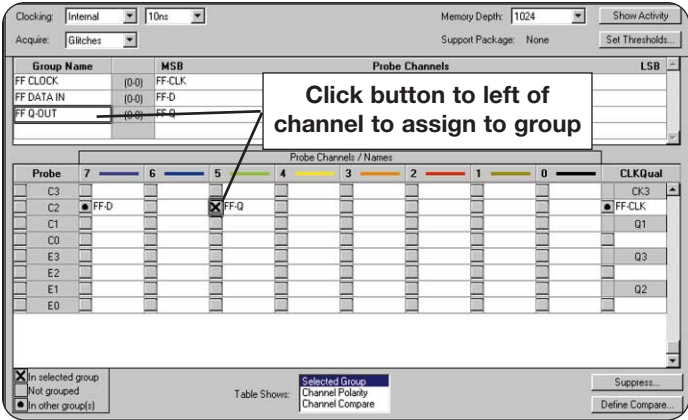 Clocking: Internal 10ns Memory Depth: 1024 Show Activity
Acquire: Glitches Support Package: None Set Thresholds...
Group Name MSB Probe Channels LSB
FF CLOCK (0-0) FF-CLK
FF DATA IN (0-0) FF-D
FF Q-OUT (0-0) FF-Q
Click button to left of
channel to assign to group
Probe Channels / Names
Probe 7 6 5 4 3 2 1 0 CLKQual
C3 CK3
C2 FF-D FF-Q FF-CLK
C1 Q1
C0
E3 Q3
E2
E1 Q2
E0
In selected group
Not grouped
In other group(s)
Table Shows: Selected Group
Channel Polarity
Channel Compare
Suppress...
Define Compare...